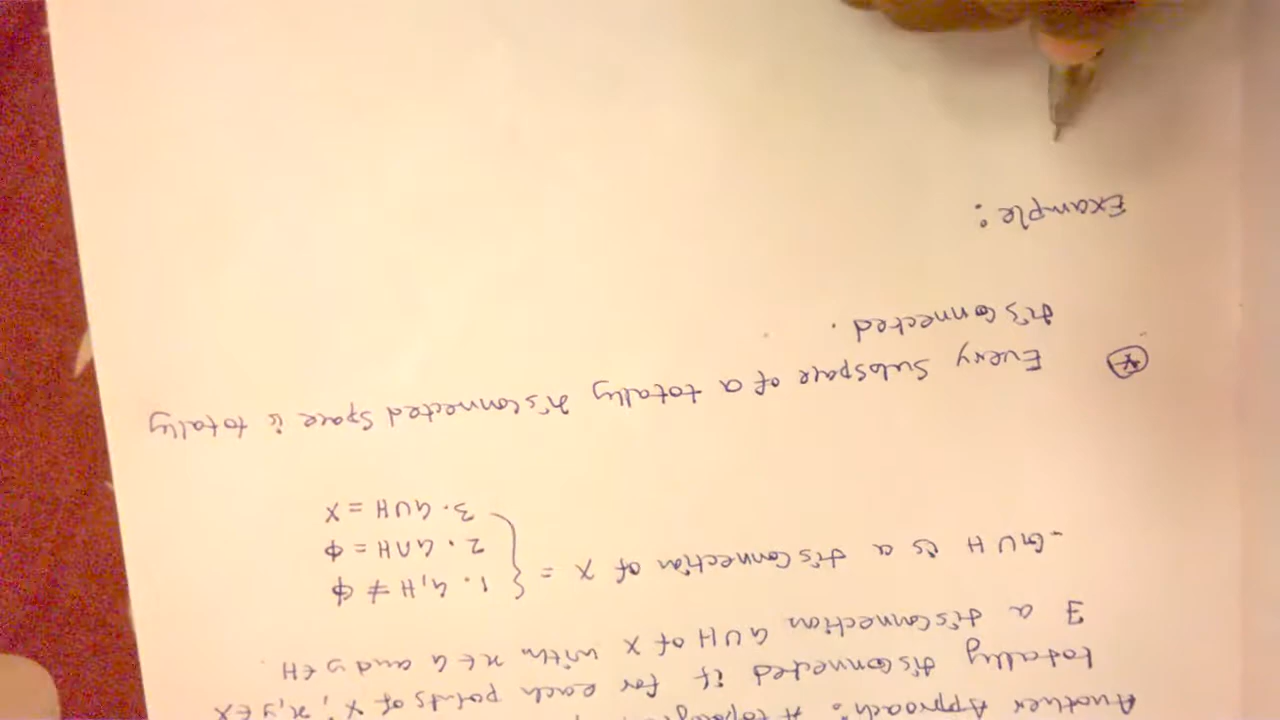 Another Approach: A topolog
totally disconnected if for each points of X, x,y ∈ X
∃ a disconnection G∪H of X with x ∈ G and y ∈ H.
- G∪H is a disconnection of X = { 1. G,H ≠ ϕ
2. G∩H = ϕ
3. G∪H = X
⊛ Every subspace of a totally disconnected space is totally
disconnected.
Example: